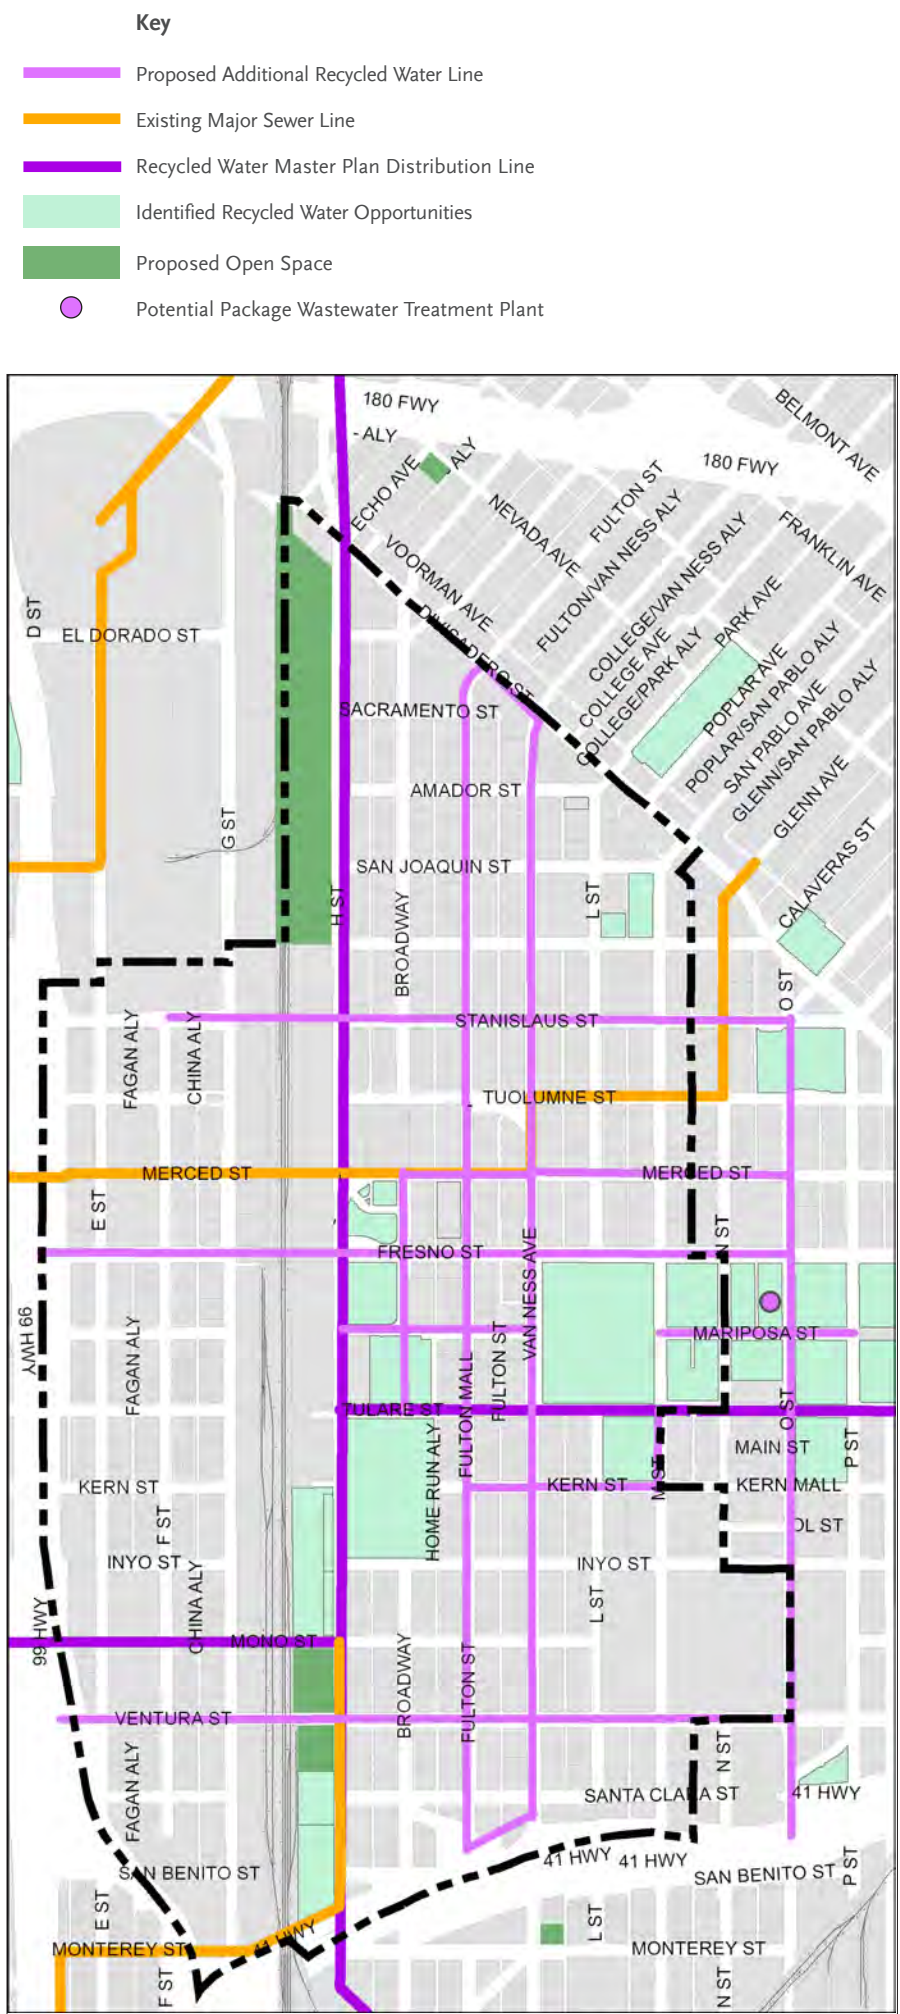 Key
Proposed Additional Recycled Water Line
Existing Major Sewer Line
Recycled Water Master Plan Distribution Line
Identified Recycled Water Opportunities
Proposed Open Space
Potential Package Wastewater Treatment Plant
180 FWY
BELMONT AVE
- ALY
ALY
180 FWY
ECHO AVE
NEVADA AVE
FULTON ST
FULTON/VAN NESS ALY
FRANKLIN AVE
VOORMAN AVE
COLLEGE/VAN NESS ALY
PARK AVE
D ST
EL DORADO ST
DIVISADERO ST
COLLEGE AVE
COLLEGE/PARK ALY
POPLAR AVE
POPLAR/SAN PABLO ALY
SAN PABLO AVE
GLENN/SAN PABLO ALY
SACRAMENTO ST
GLENN AVE
AMADOR ST
G ST
CALAVERAS ST
SAN JOAQUIN ST
H ST
L ST
BROADWAY
O ST
STANISLAUS ST
FAGAN ALY
CHINA ALY
TUOLUMNE ST
MERCED ST
MERCED ST
E ST
N ST
FRESNO ST
VAN NESS AVE
99 HWY
FAGAN ALY
FULTON ST
MARIPOSA ST
FULTON MALL
TULARE ST
O ST
HOME RUN ALY
MAIN ST
P ST
KERN ST
KERN ST
M ST
KERN MALL
F ST
OL ST
INYO ST
INYO ST
CHINA ALY
L ST
99 HWY
MONO ST
BROADWAY
FULTON ST
VENTURA ST
N ST
FAGAN ALY
SANTA CLARA ST
41 HWY
SAN BENITO ST
41 HWY
41 HWY
SAN BENITO ST
P ST
E ST
L ST
41 HWY
MONTEREY ST
MONTEREY ST
F ST
N ST